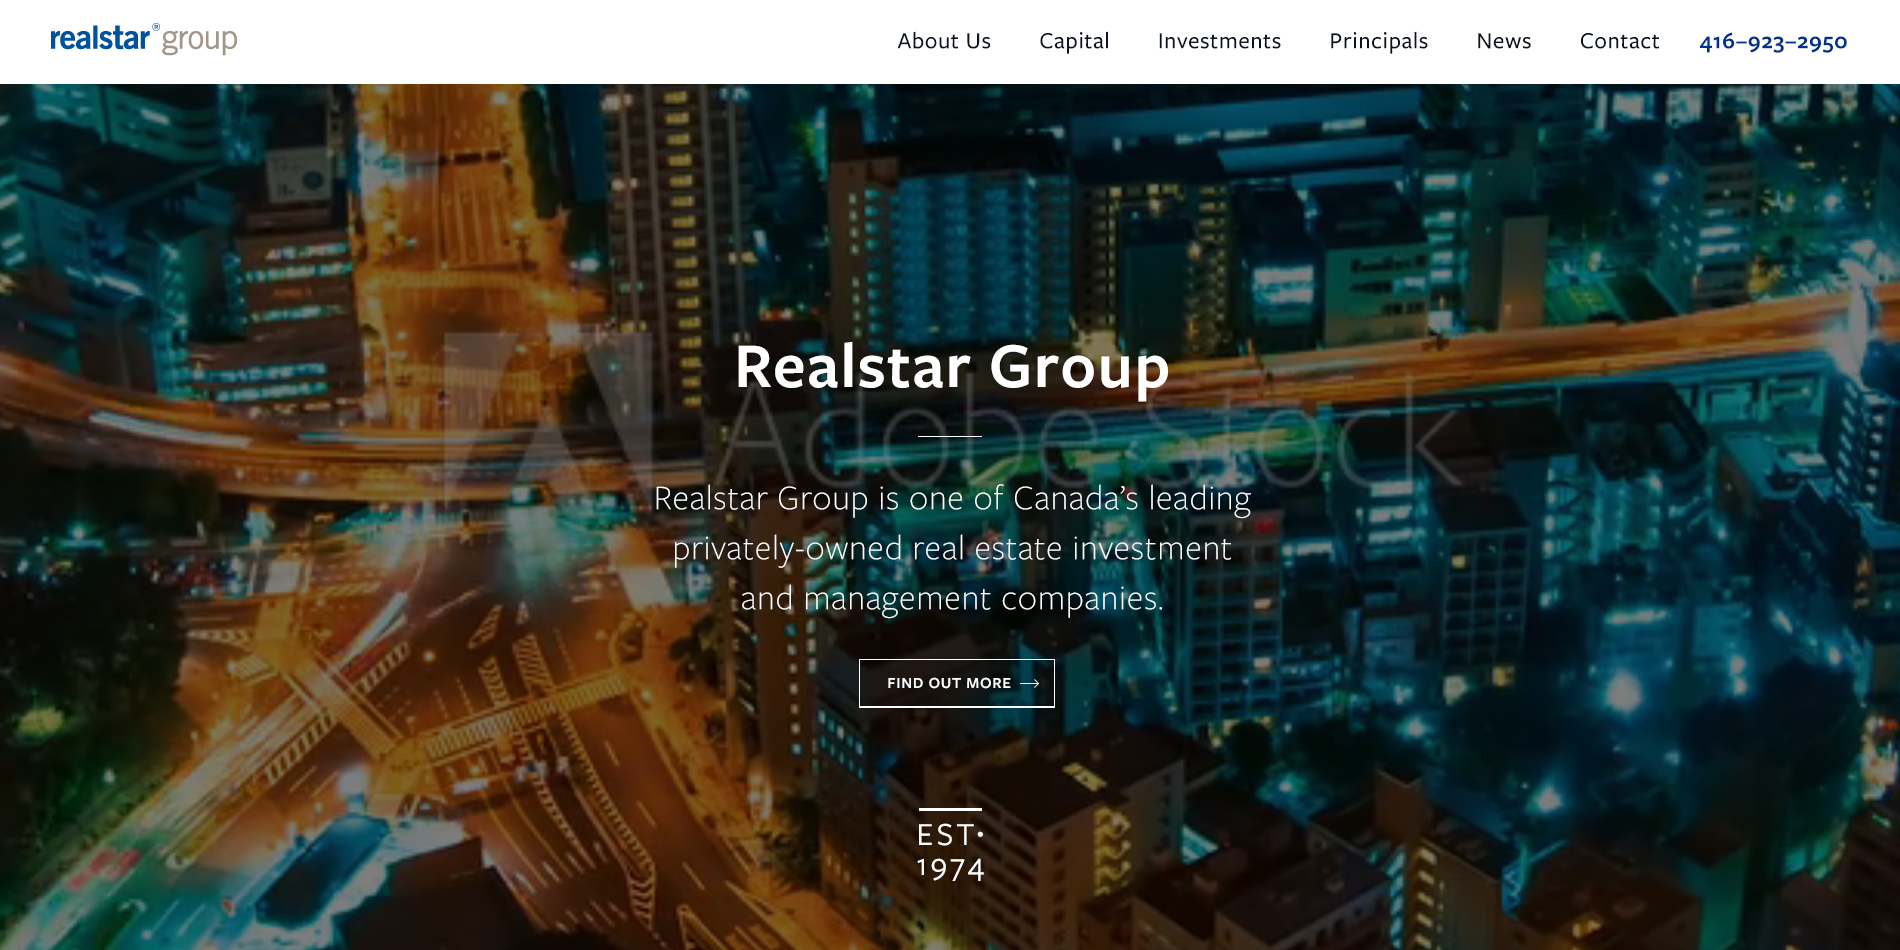 realstar® group
About Us
Capital
Investments
Principals
News
Contact
416–923–2950
Realstar Group
Adobe Stock
Realstar Group is one of Canada’s leading
privately-owned real estate investment
and management companies.
FIND OUT MORE →
EST·
1974